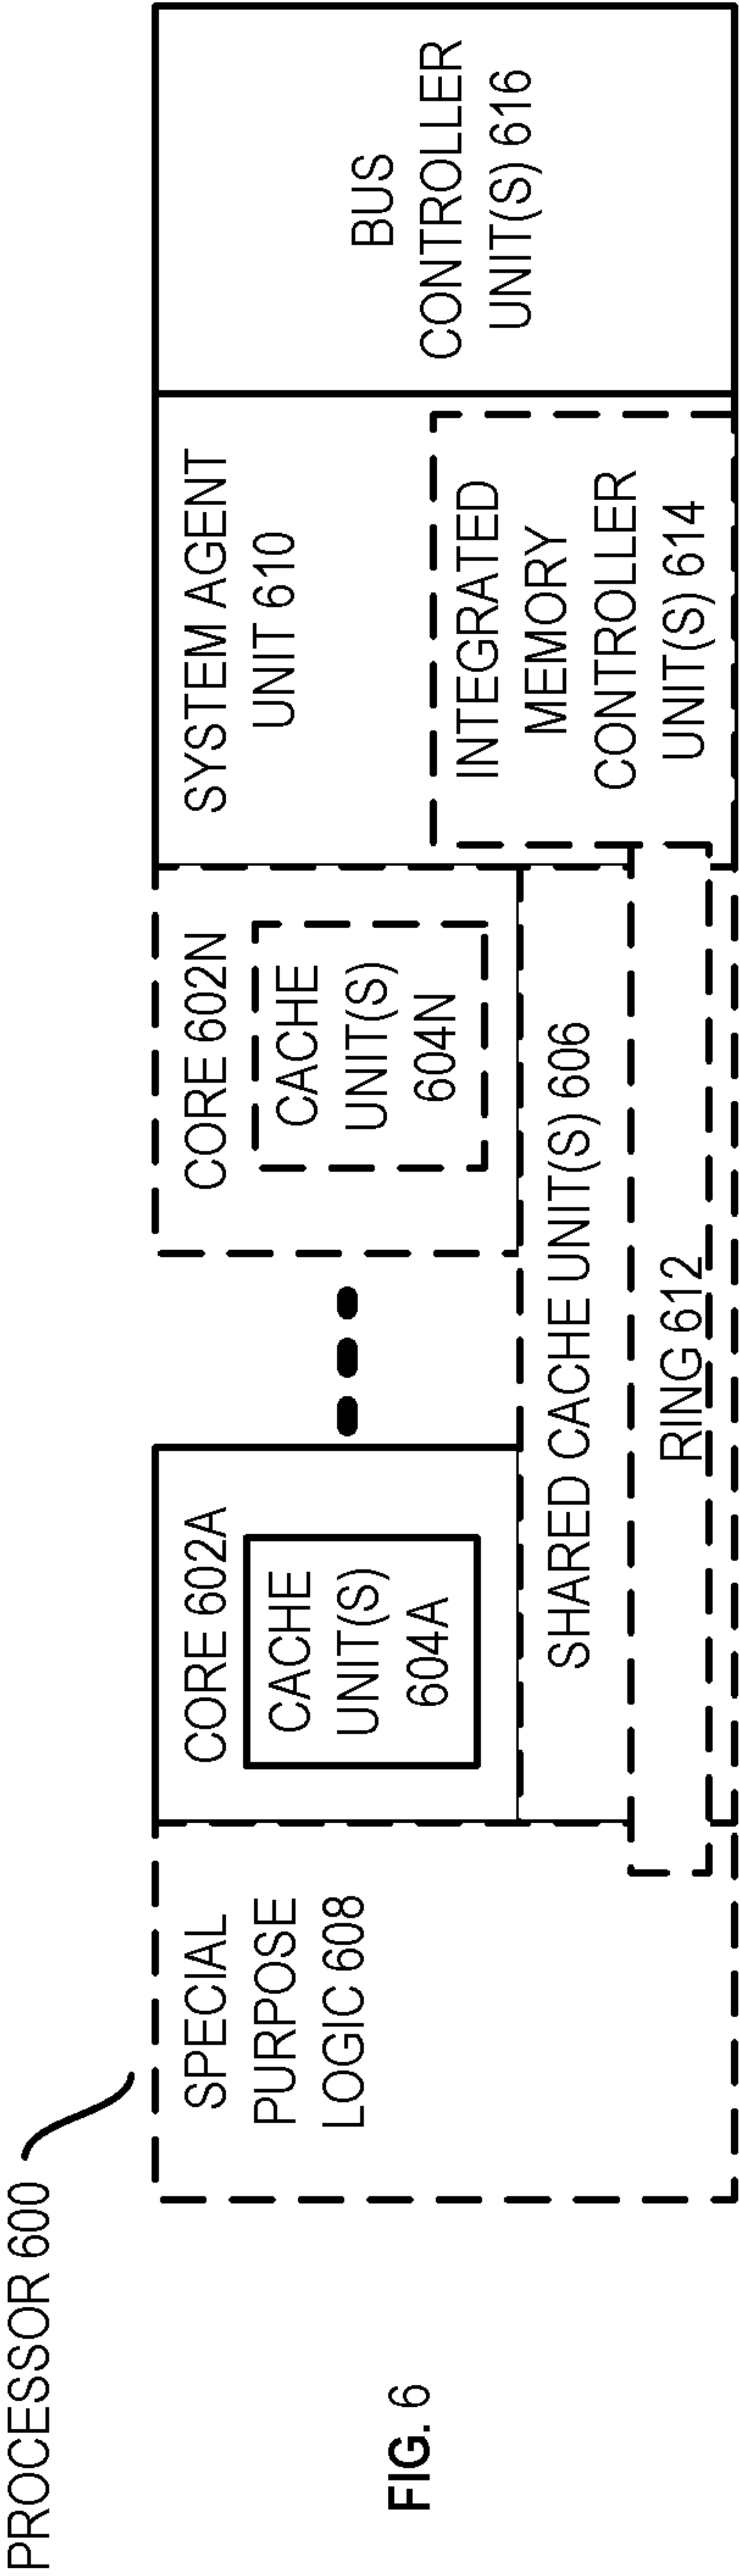 PROCESSOR 600
SPECIAL
PURPOSE
LOGIC 608
CORE 602A
CACHE
UNIT(S)
604A
CORE 602N
CACHE
UNIT(S)
604N
SHARED CACHE UNIT(S) 606
RING 612
SYSTEM AGENT
UNIT 610
INTEGRATED
MEMORY
CONTROLLER
UNIT(S) 614
BUS
CONTROLLER
UNIT(S) 616
FIG. 6